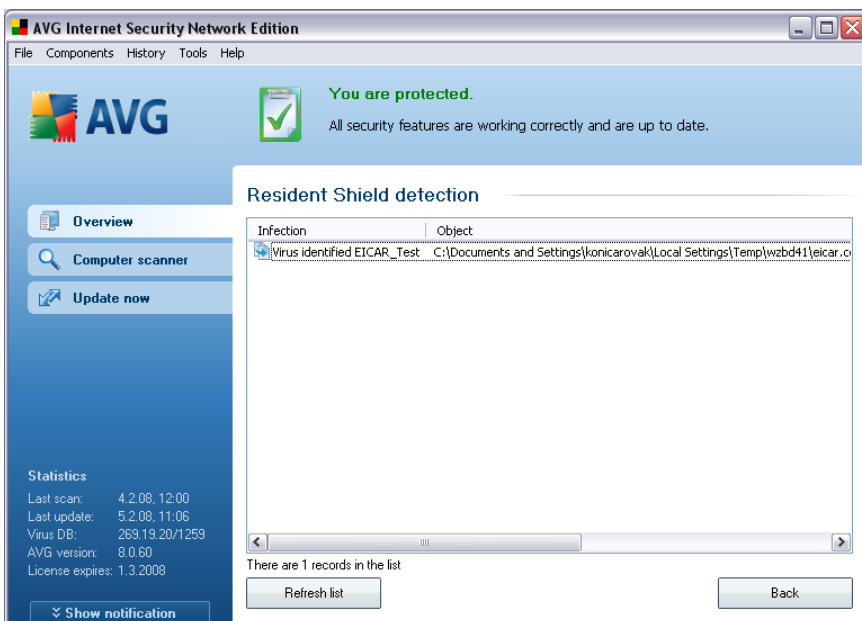 AVG Internet Security Network Edition
File Components History Tools Help
AVG
You are protected.
All security features are working correctly and are up to date.
Overview
Computer scanner
Update now
Resident Shield detection
Infection Object
Virus identified EICAR_Test C:\Documents and Settings\konicarovak\Local Settings\Temp\wzbd41\eicar.co
There are 1 records in the list
Refresh list Back
Statistics
Last scan: 4.2.08, 12:00
Last update: 5.2.08, 11:06
Virus DB: 269.19.20/1259
AVG version: 8.0.60
License expires: 1.3.2008
Show notification